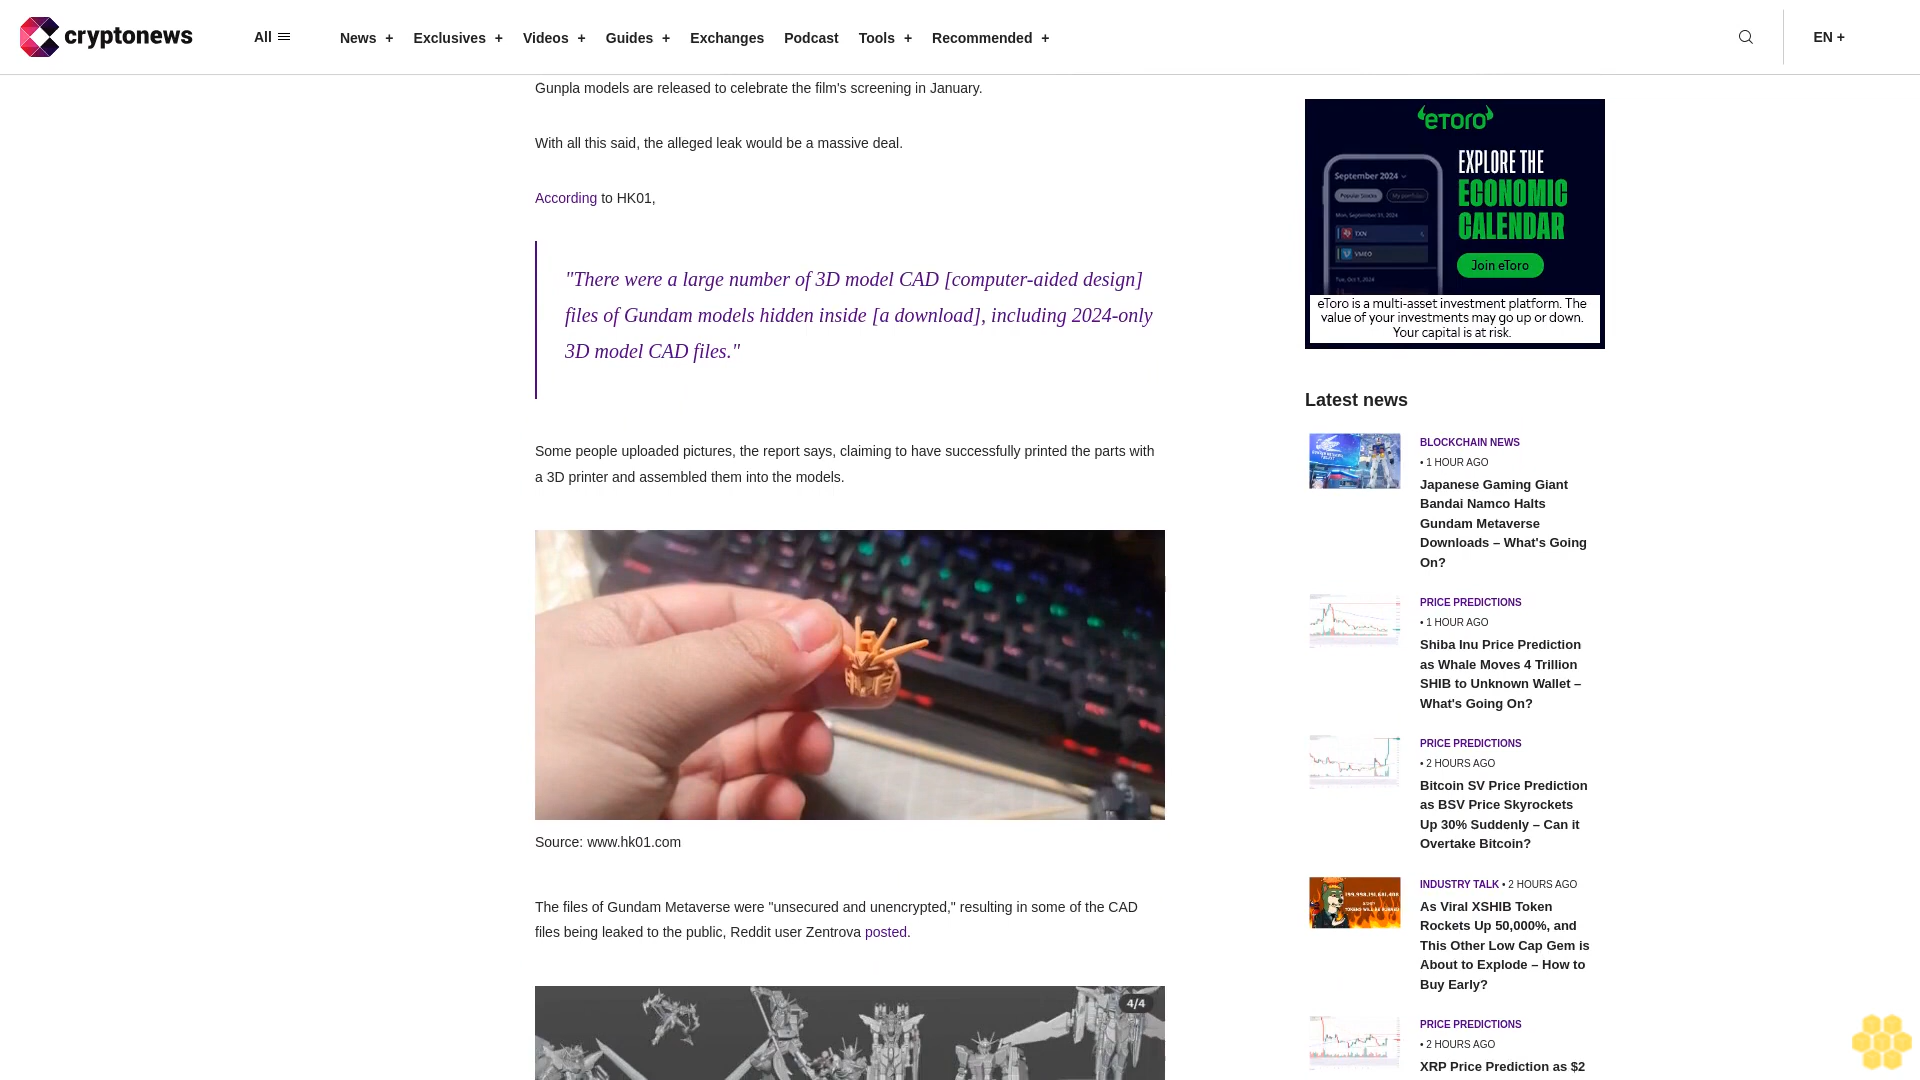 cryptonews
All
News +
Exclusives +
Videos +
Guides +
Exchanges
Podcast
Tools +
Recommended +
EN +
Gunpla models are released to celebrate the film's screening in January.
With all this said, the alleged leak would be a massive deal.
According to HK01,
"There were a large number of 3D model CAD [computer-aided design]
files of Gundam models hidden inside [a download], including 2024-only
3D model CAD files."
Some people uploaded pictures, the report says, claiming to have successfully printed the parts with
a 3D printer and assembled them into the models.
Source: www.hk01.com
The files of Gundam Metaverse were "unsecured and unencrypted," resulting in some of the CAD
files being leaked to the public, Reddit user Zentrova posted.
4/4
eTORO
EXPLORE THE
ECONOMIC
CALENDAR
Join eToro
September 2024
Popular Stocks
My portfolio
TXN
VMEO
eToro is a multi-asset investment platform. The
value of your investments may go up or down.
Your capital is at risk.
Latest news
BLOCKCHAIN NEWS
• 1 HOUR AGO
Japanese Gaming Giant
Bandai Namco Halts
Gundam Metaverse
Downloads – What's Going
On?
PRICE PREDICTIONS
• 1 HOUR AGO
Shiba Inu Price Prediction
as Whale Moves 4 Trillion
SHIB to Unknown Wallet –
What's Going On?
PRICE PREDICTIONS
• 2 HOURS AGO
Bitcoin SV Price Prediction
as BSV Price Skyrockets
Up 30% Suddenly – Can it
Overtake Bitcoin?
INDUSTRY TALK • 2 HOURS AGO
As Viral XSHIB Token
Rockets Up 50,000%, and
This Other Low Cap Gem is
About to Explode – How to
Buy Early?
PRICE PREDICTIONS
• 2 HOURS AGO
XRP Price Prediction as $2